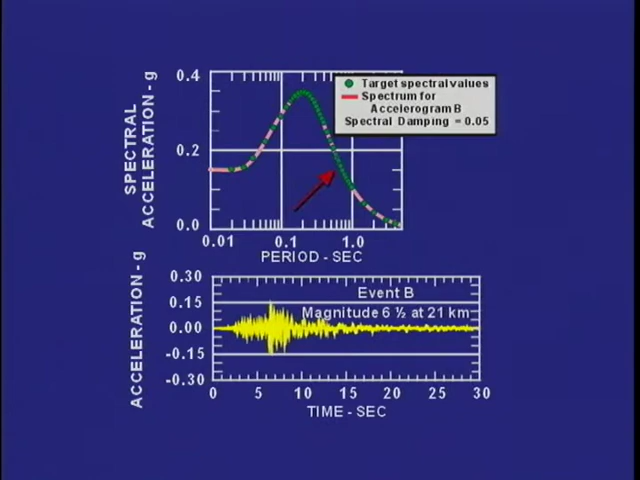 0.4
0.2
0.0
SPECTRAL
ACCELERATION - g
Target spectral values
Spectrum for
Accelerogram B
Spectral Damping = 0.05
0.01 0.1 1.0
PERIOD - SEC
0.30
0.15
0.00
-0.15
-0.30
ACCELERATION - g
Event B
Magnitude 6 ½ at 21 km
0 5 10 15 20 25 30
TIME - SEC